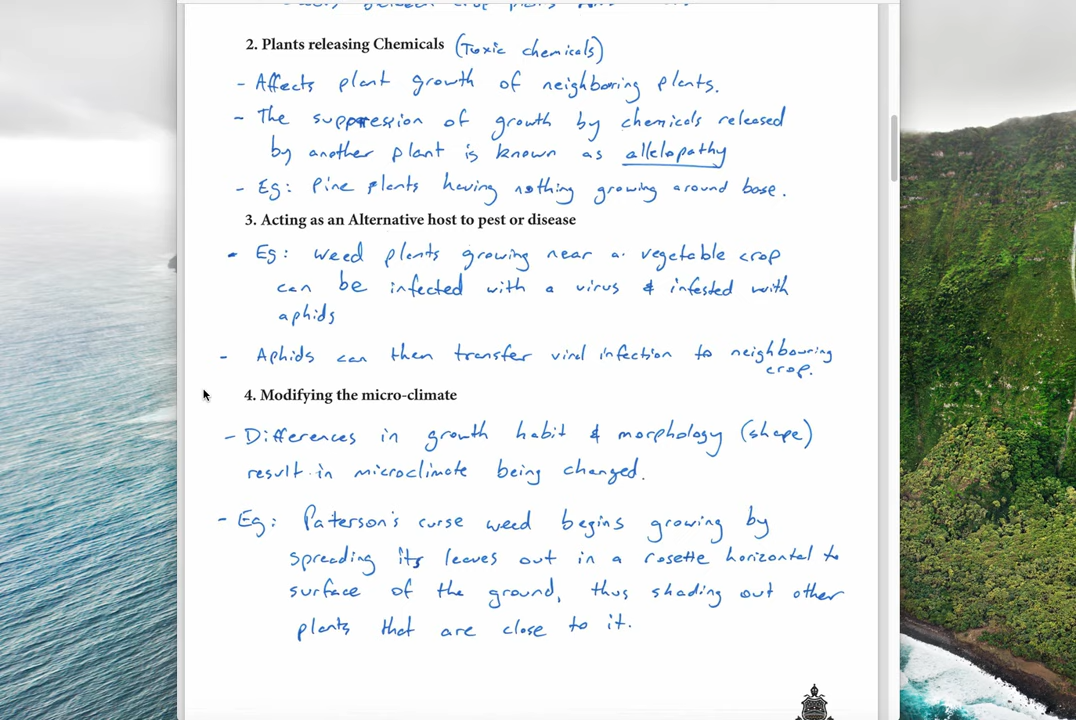 2. Plants releasing Chemicals (Toxic chemicals)
- Affects plant growth of neighboring plants.
- The suppression of growth by chemicals released
by another plant is known as allelopathy
- Eg: Pine plants having nothing growing around base.
3. Acting as an Alternative host to pest or disease
- Eg: weed plants growing near a vegetable crop
can be infected with a virus & infested with
aphids
- Aphids can then transfer viral infection to neighbouring
crop.
4. Modifying the micro-climate
- Differences in growth habit & morphology (shape)
result in microclimate being changed.
- Eg: Paterson's curse weed begins growing by
spreading its leaves out in a rosette horizontal to
surface of the ground, thus shading out other
plants that are close to it.